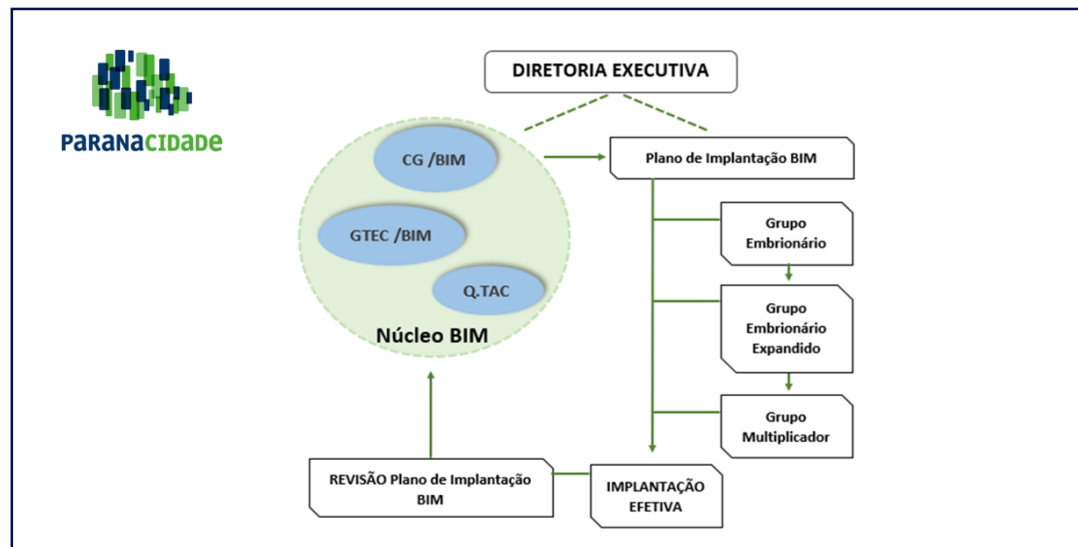 PARANACIDADE
DIRETORIA EXECUTIVA
CG /BIM
GTEC /BIM
Q.TAC
Núcleo BIM
Plano de Implantação BIM
Grupo
Embrionário
Grupo
Embrionário
Expandido
Grupo
Multiplicador
IMPLANTAÇÃO
EFETIVA
REVISÃO Plano de Implantação
BIM